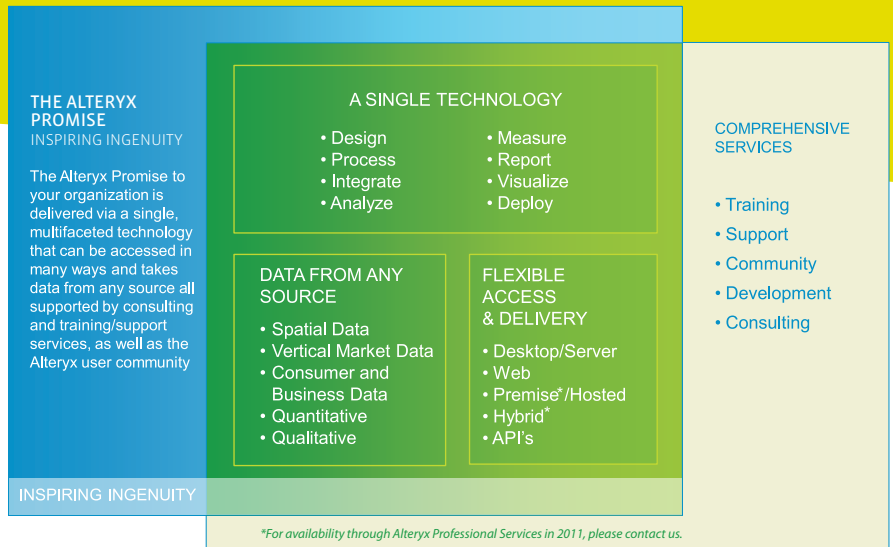 THE ALTERYX
PROMISE
INSPIRING INGENUITY
The Alteryx Promise to
your organization is
delivered via a single,
multifaceted technology
that can be accessed in
many ways and takes
data from any source all
supported by consulting
and training/support
services, as well as the
Alteryx user community
A SINGLE TECHNOLOGY
• Design
• Process
• Integrate
• Analyze
• Measure
• Report
• Visualize
• Deploy
DATA FROM ANY
SOURCE
• Spatial Data
• Vertical Market Data
• Consumer and
Business Data
• Quantitative
• Qualitative
FLEXIBLE
ACCESS
& DELIVERY
• Desktop/Server
• Web
• Premise*/Hosted
• Hybrid*
• API's
COMPREHENSIVE
SERVICES
• Training
• Support
• Community
• Development
• Consulting
INSPIRING INGENUITY
*For availability through Alteryx Professional Services in 2011, please contact us.